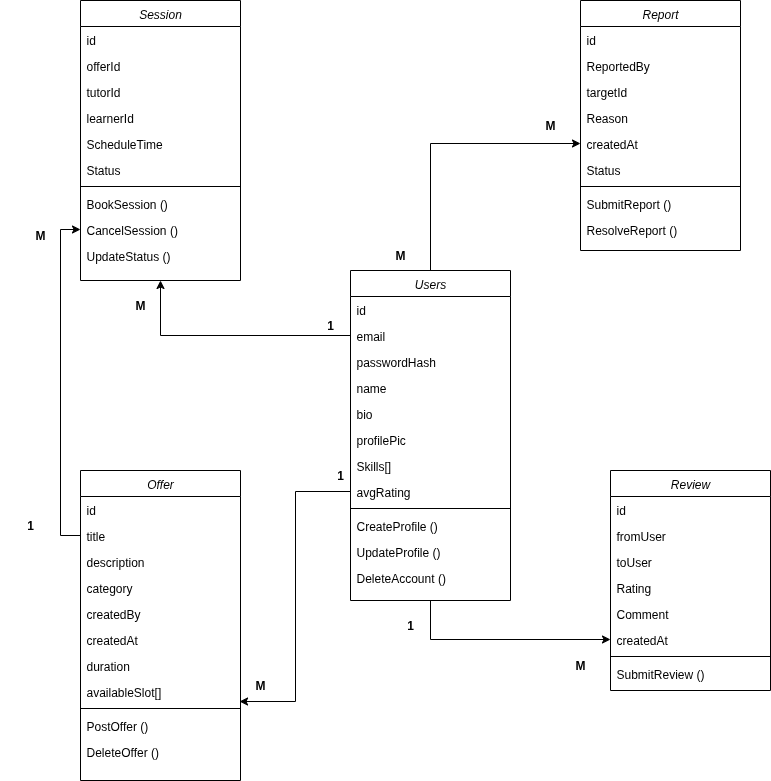 Session
id
offerId
tutorId
learnerId
ScheduleTime
Status
BookSession ()
CancelSession ()
UpdateStatus ()
Report
id
ReportedBy
targetId
Reason
createdAt
Status
SubmitReport ()
ResolveReport ()
M
M
M
M
1
Users
id
email
passwordHash
name
bio
profilePic
Skills[]
avgRating
CreateProfile ()
UpdateProfile ()
DeleteAccount ()
1
1
M
Offer
id
title
description
category
createdBy
createdAt
duration
availableSlot[]
PostOffer ()
DeleteOffer ()
1
M
Review
id
fromUser
toUser
Rating
Comment
createdAt
SubmitReview ()